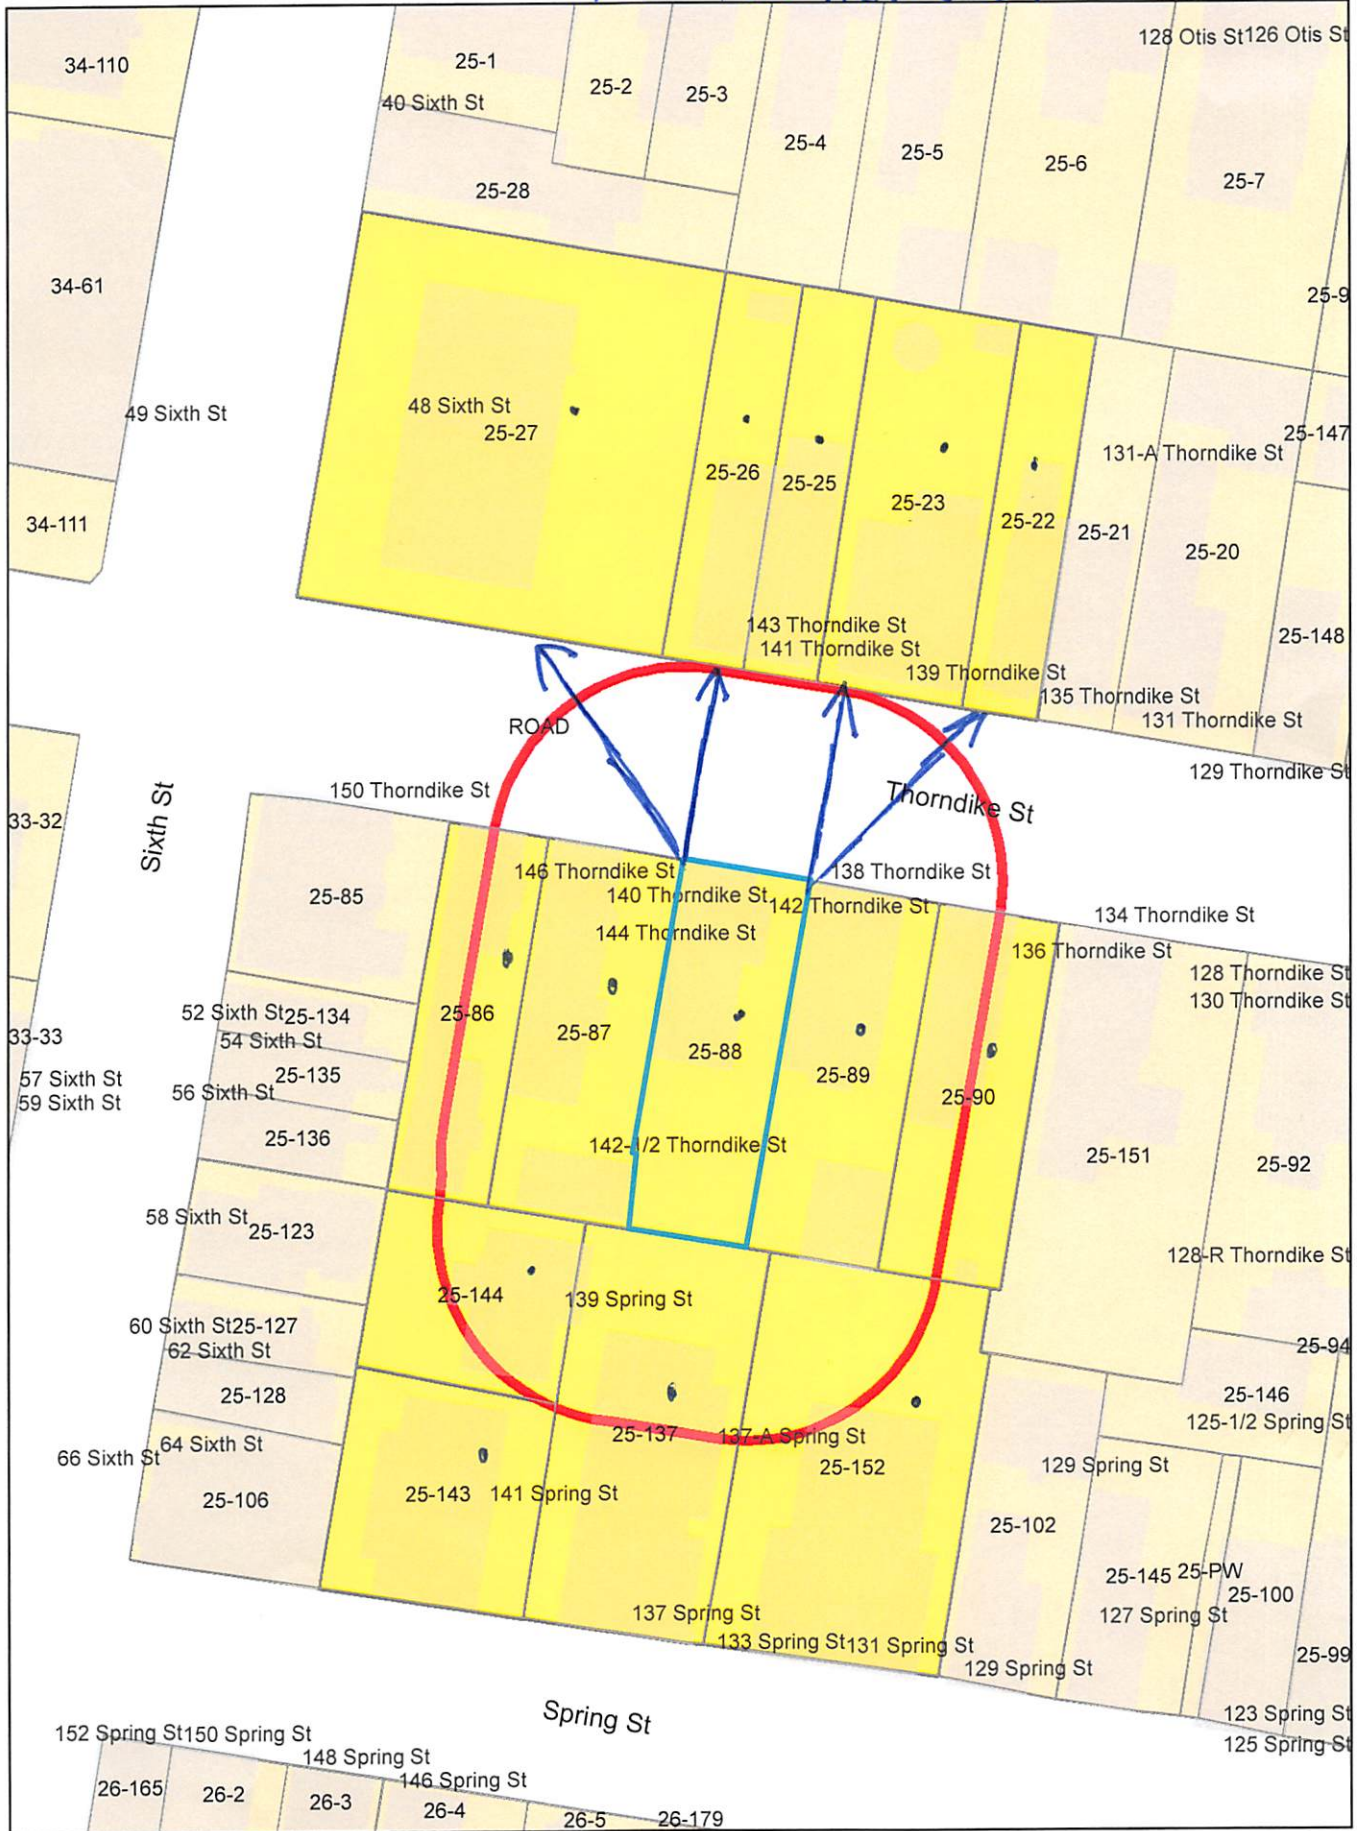 128 Otis St 126 Otis St
34-110
25-1
25-2
25-3
40 Sixth St
25-4
25-5
25-6
25-7
25-28
34-61
25-9
48 Sixth St
49 Sixth St
25-27
25-147
131-A Thorndike St
25-26
25-25
25-23
25-22
34-111
25-21
25-20
143 Thorndike St
141 Thorndike St
25-148
139 Thorndike St
135 Thorndike St
131 Thorndike St
ROAD
129 Thorndike St
150 Thorndike St
Thorndike St
Sixth St
33-32
146 Thorndike St
138 Thorndike St
140 Thorndike St
142 Thorndike St
25-85
134 Thorndike St
144 Thorndike St
136 Thorndike St
128 Thorndike St
130 Thorndike St
52 Sixth St 25-134
25-86
25-87
33-33
54 Sixth St
25-88
25-135
57 Sixth St
25-89
56 Sixth St
59 Sixth St
25-90
25-136
142-1/2 Thorndike St
25-151
25-92
58 Sixth St
25-123
128-R Thorndike St
25-144
139 Spring St
60 Sixth St 25-127
62 Sixth St
25-94
25-128
25-146
125-1/2 Spring St
25-137
137-A Spring St
64 Sixth St
66 Sixth St
25-152
129 Spring St
25-143
141 Spring St
25-106
25-102
25-145
25-PW
25-100
137 Spring St
127 Spring St
133 Spring St 131 Spring St
25-99
129 Spring St
Spring St
123 Spring St
152 Spring St 150 Spring St
125 Spring St
148 Spring St
146 Spring St
26-165
26-2
26-3
26-4
26-5
26-179